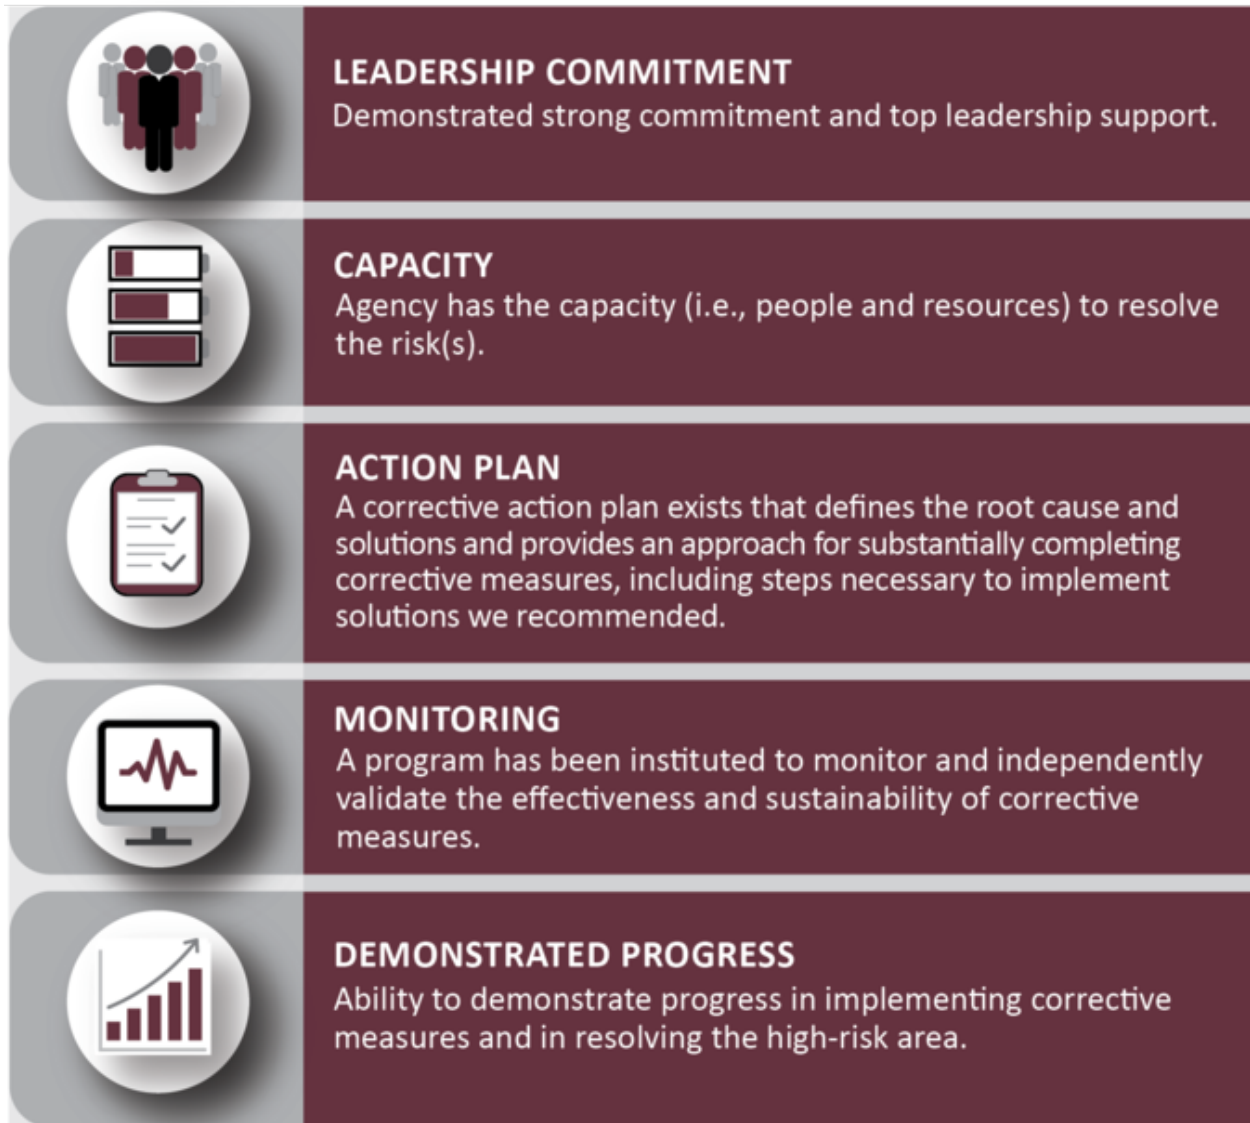 LEADERSHIP COMMITMENT
Demonstrated strong commitment and top leadership support.
CAPACITY
Agency has the capacity (i.e., people and resources) to resolve
the risk(s).
ACTION PLAN
A corrective action plan exists that defines the root cause and
solutions and provides an approach for substantially completing
corrective measures, including steps necessary to implement
solutions we recommended.
MONITORING
A program has been instituted to monitor and independently
validate the effectiveness and sustainability of corrective
measures.
DEMONSTRATED PROGRESS
Ability to demonstrate progress in implementing corrective
measures and in resolving the high-risk area.